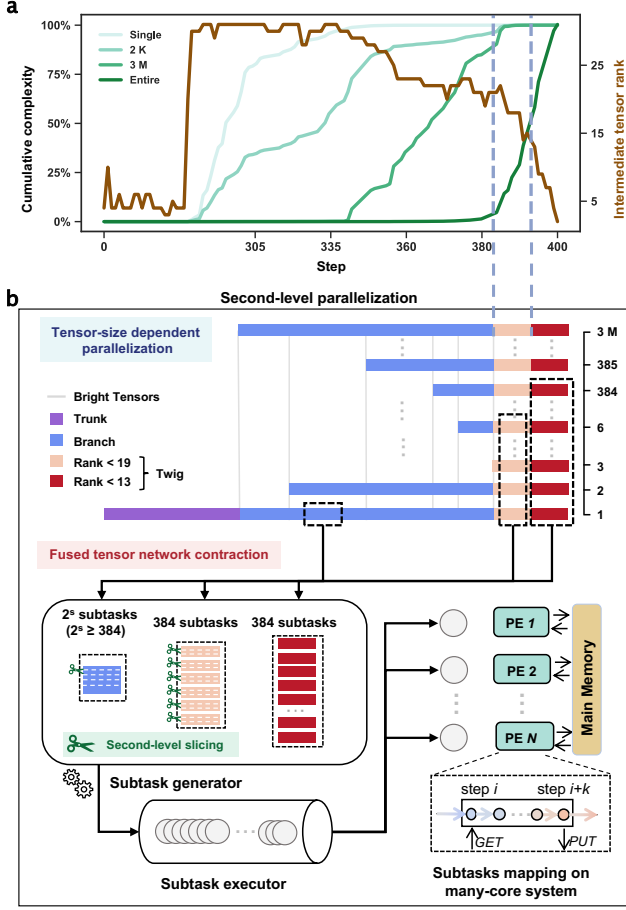 a
100%
75%
50%
25%
0%
Cumulative complexity
Single
2 K
3 M
Entire
25
15
5
Intermediate tensor rank
0
305
335
360
380
400
Step
b
Second-level parallelization
Tensor-size dependent
parallelization
Bright Tensors
Trunk
Branch
Rank < 19
Rank < 13
Twig
3 M
385
384
6
3
2
1
Fused tensor network contraction
2ˢ subtasks
(2ˢ ≥ 384)
384 subtasks
384 subtasks
Second-level slicing
Subtask generator
Subtask executor
PE 1
PE 2
PE N
Main Memory
step i
step i+k
GET
PUT
Subtasks mapping on
many-core system